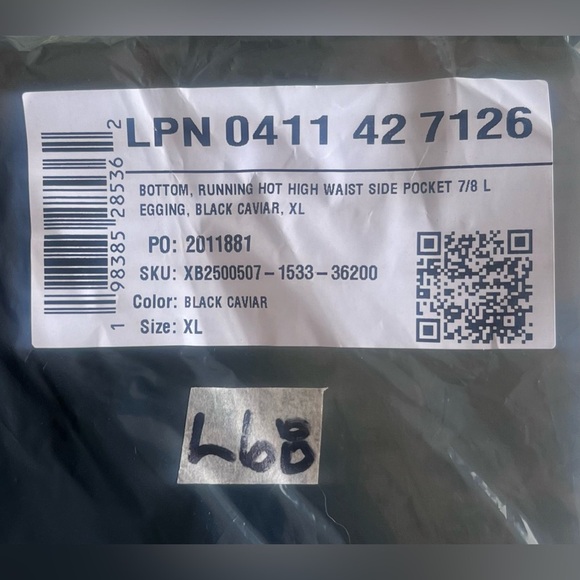 LPN 0411 42 7126
BOTTOM, RUNNING HOT HIGH WAIST SIDE POCKET 7/8 L
EGGING, BLACK CAVIAR, XL
PO: 2011881
SKU: XB2500507-1533-36200
Color: BLACK CAVIAR
Size: XL
1 98385 28536 2
L6B